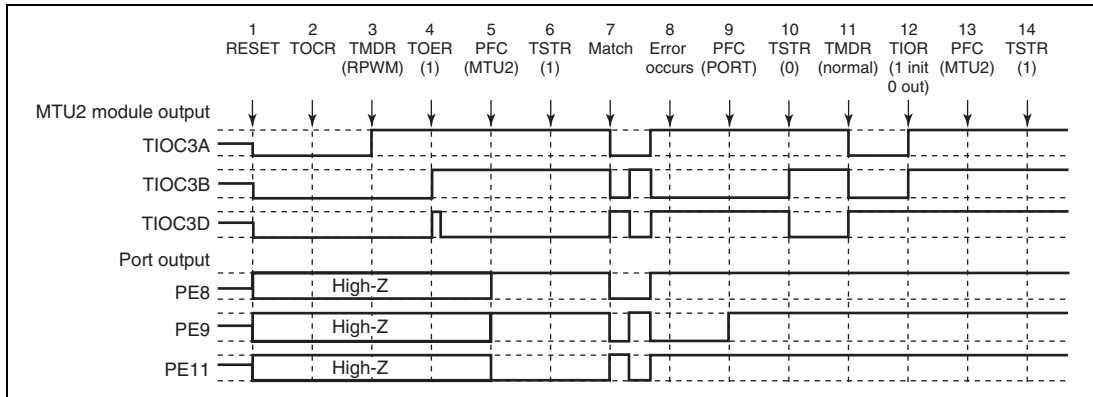 1 2 3 4 5 6 7 8 9 10 11 12 13 14
RESET TOCR TMDR TOER PFC TSTR Match Error PFC TSTR TMDR TIOR PFC TSTR
(RPWM) (1) (MTU2) (1) occurs (PORT) (0) (normal) (1 init (MTU2) (1)
0 out)
MTU2 module output
TIOC3A
TIOC3B
TIOC3D
Port output
PE8 High-Z
PE9 High-Z
PE11 High-Z